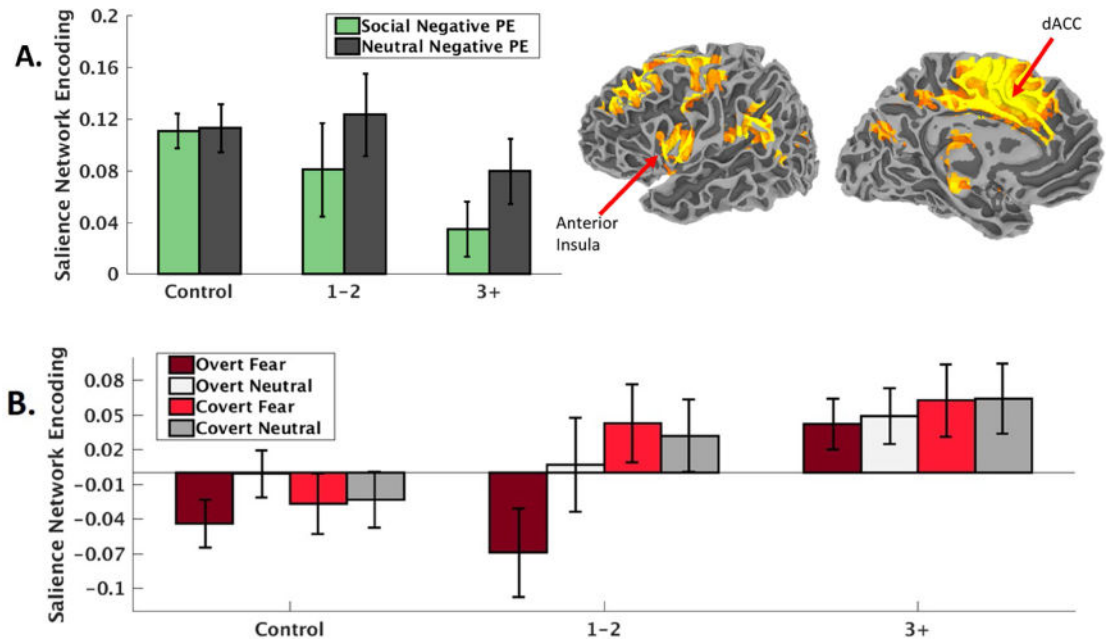 A.
Salience Network Encoding
0.2
0.16
0.12
0.08
0.04
0
Social Negative PE
Neutral Negative PE
Control
1-2
3+
dACC
Anterior
Insula
B.
Salience Network Encoding
0.08
0.05
0.02
-0.01
-0.04
-0.07
-0.1
Overt Fear
Overt Neutral
Covert Fear
Covert Neutral
Control
1-2
3+